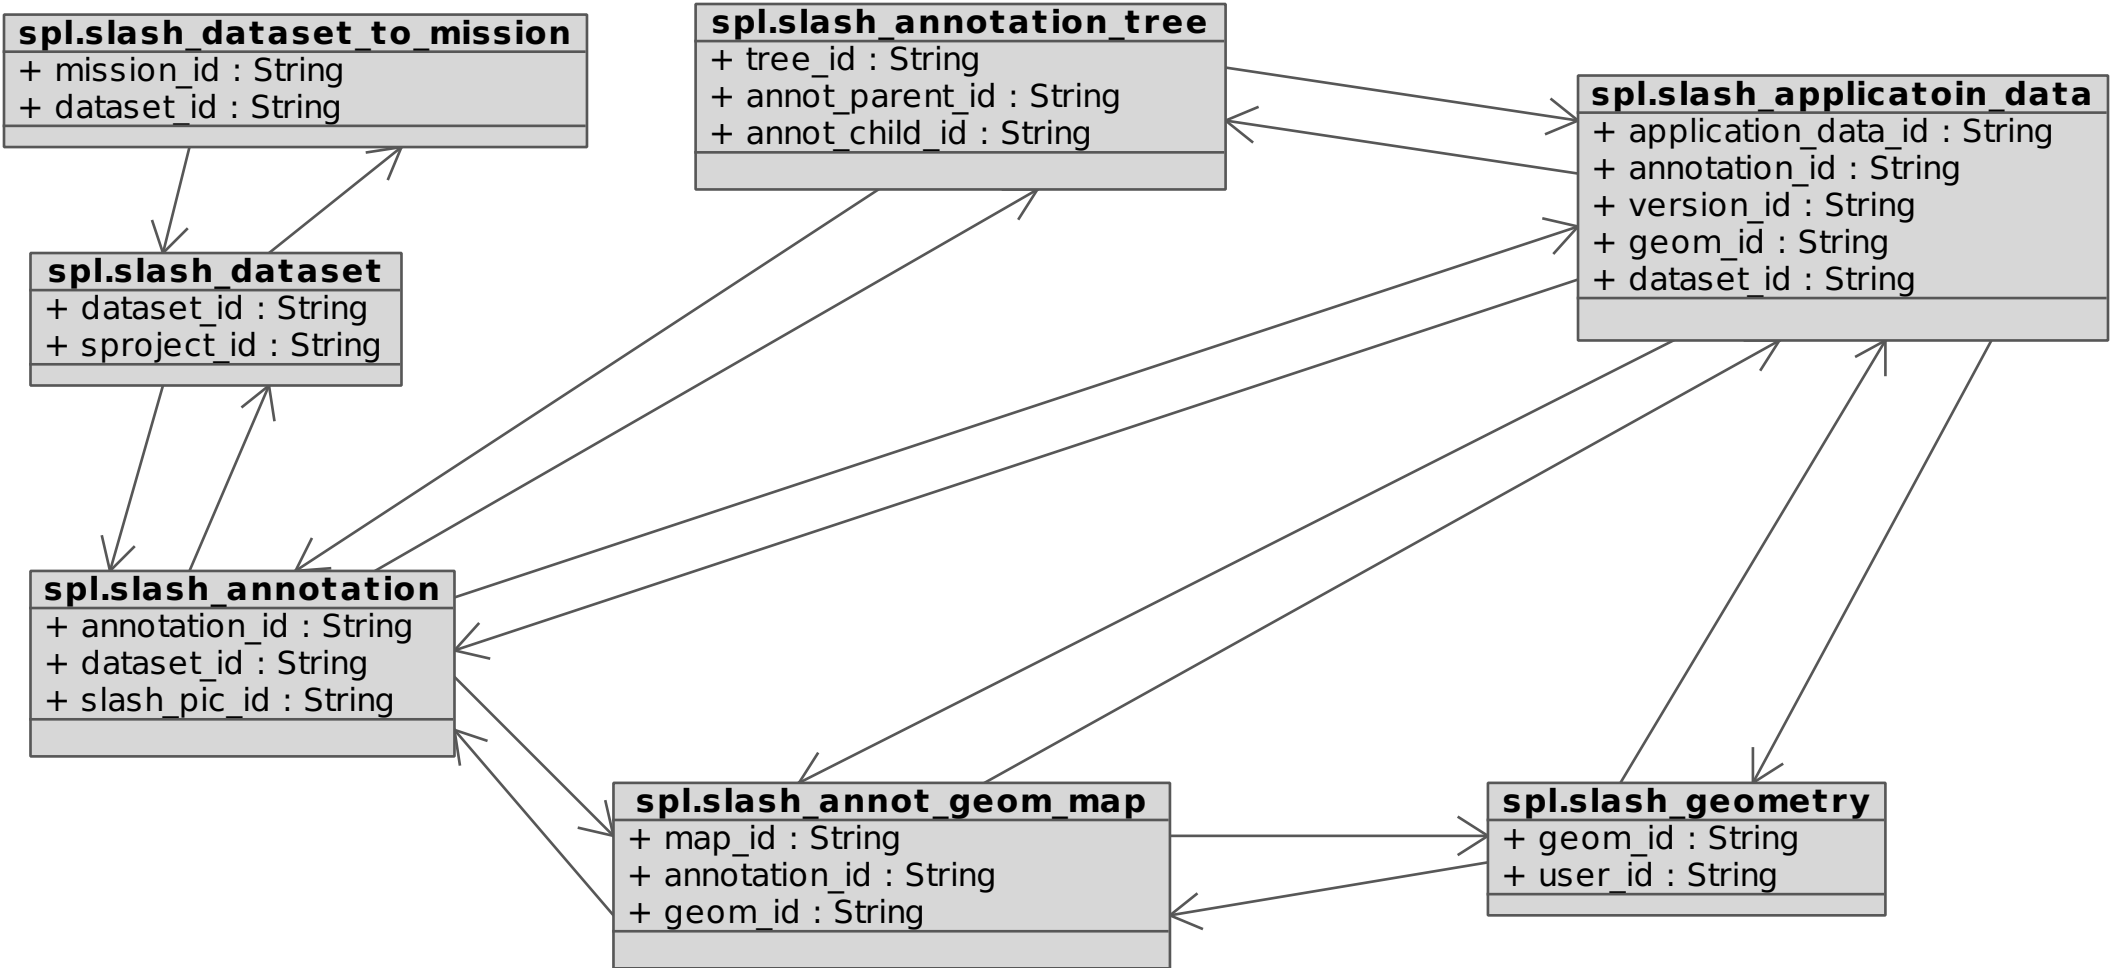 spl.slash_dataset_to_mission
+ mission_id : String
+ dataset_id : String
spl.slash_annotation_tree
+ tree_id : String
+ annot_parent_id : String
+ annot_child_id : String
spl.slash_applicatoin_data
+ application_data_id : String
+ annotation_id : String
+ version_id : String
+ geom_id : String
+ dataset_id : String
spl.slash_dataset
+ dataset_id : String
+ sproject_id : String
spl.slash_annotation
+ annotation_id : String
+ dataset_id : String
+ slash_pic_id : String
spl.slash_annot_geom_map
+ map_id : String
+ annotation_id : String
+ geom_id : String
spl.slash_geometry
+ geom_id : String
+ user_id : String